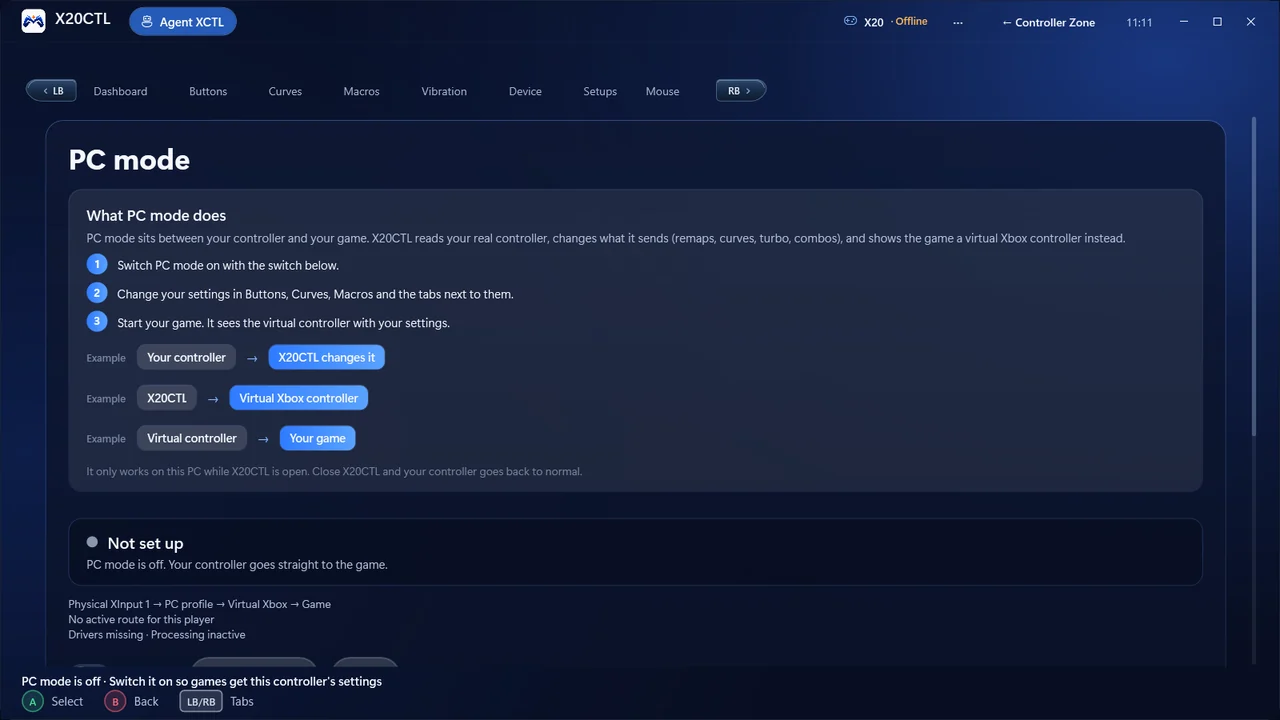 X20CTL
Agent XCTL
X20 · Offline
...
← Controller Zone
11:11
‹ LB
Dashboard
Buttons
Curves
Macros
Vibration
Device
Setups
Mouse
RB ›
PC mode
What PC mode does
PC mode sits between your controller and your game. X20CTL reads your real controller, changes what it sends (remaps, curves, turbo, combos), and shows the game a virtual Xbox controller instead.
1 Switch PC mode on with the switch below.
2 Change your settings in Buttons, Curves, Macros and the tabs next to them.
3 Start your game. It sees the virtual controller with your settings.
Example Your controller → X20CTL changes it
Example X20CTL → Virtual Xbox controller
Example Virtual controller → Your game
It only works on this PC while X20CTL is open. Close X20CTL and your controller goes back to normal.
Not set up
PC mode is off. Your controller goes straight to the game.
Physical XInput 1 → PC profile → Virtual Xbox → Game
No active route for this player
Drivers missing · Processing inactive
PC mode is off · Switch it on so games get this controller's settings
A Select B Back LB/RB Tabs